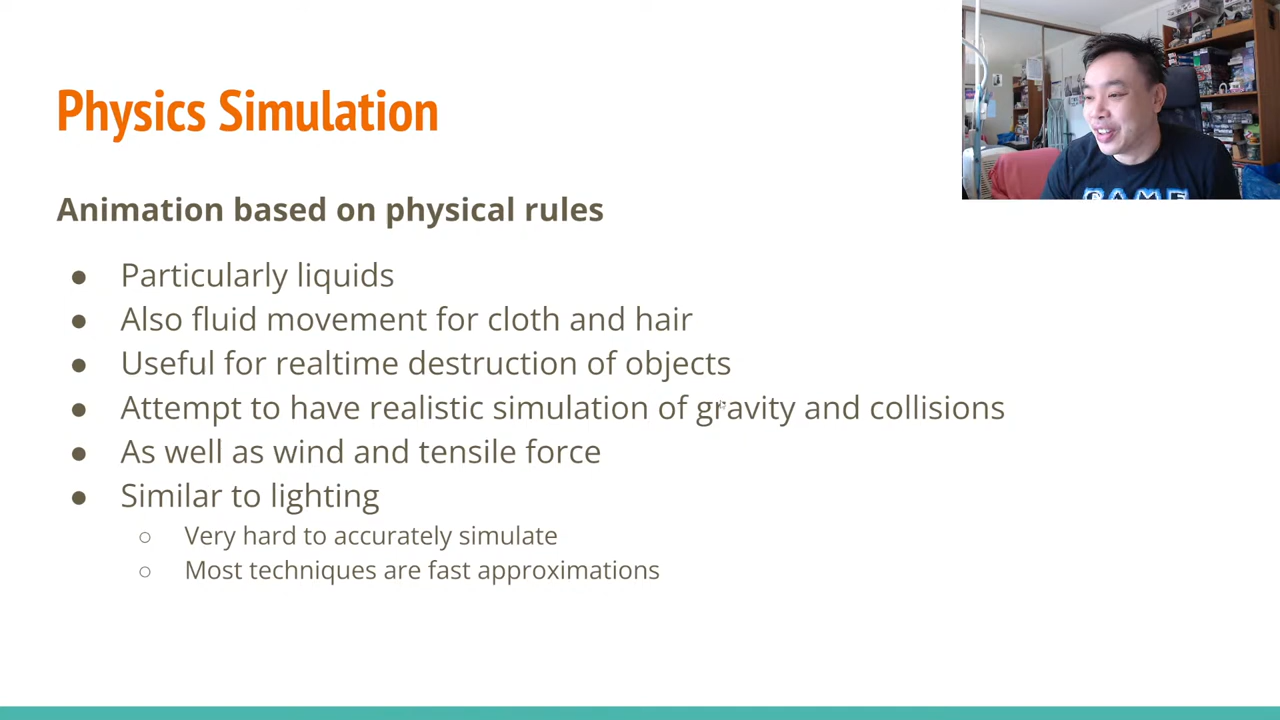 Physics Simulation
Animation based on physical rules
● Particularly liquids
● Also fluid movement for cloth and hair
● Useful for realtime destruction of objects
● Attempt to have realistic simulation of gravity and collisions
● As well as wind and tensile force
● Similar to lighting
○ Very hard to accurately simulate
○ Most techniques are fast approximations
GAME